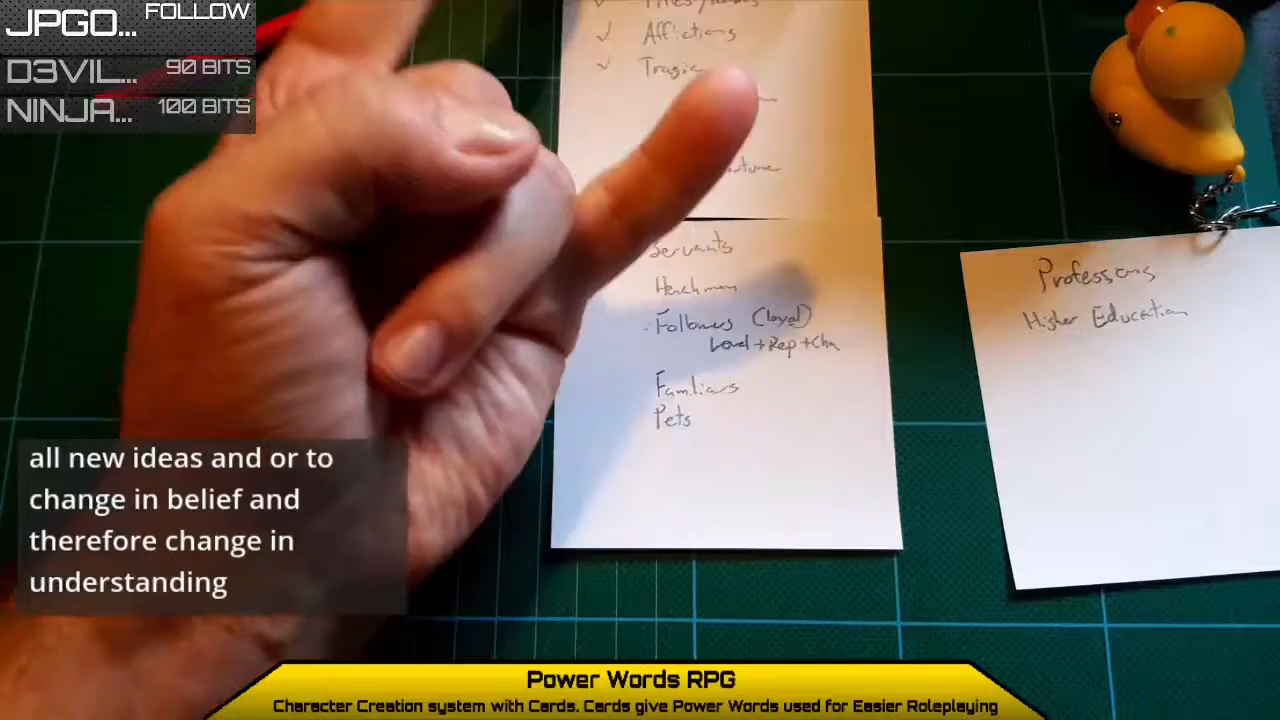 JPGO... FOLLOW
D3VIL... 90 BITS
NINJA... 100 BITS
✓ Afflictions
✓ Tragic
Servants
Henchmen
Followers (loyal)
Level + Rep + Cha
Familiars
Pets
Professions
Higher Education
all new ideas and or to
change in belief and
therefore change in
understanding
Power Words RPG
Character Creation system with Cards. Cards give Power Words used for Easier Roleplaying